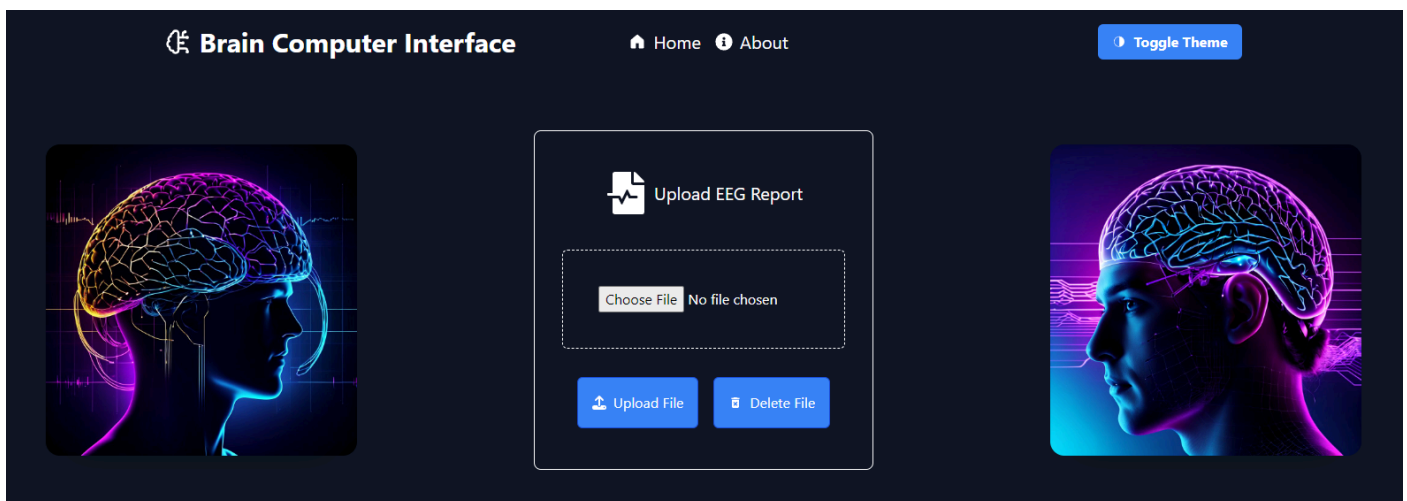 Brain Computer Interface
Home About
Toggle Theme
Upload EEG Report
Choose File No file chosen
Upload File Delete File